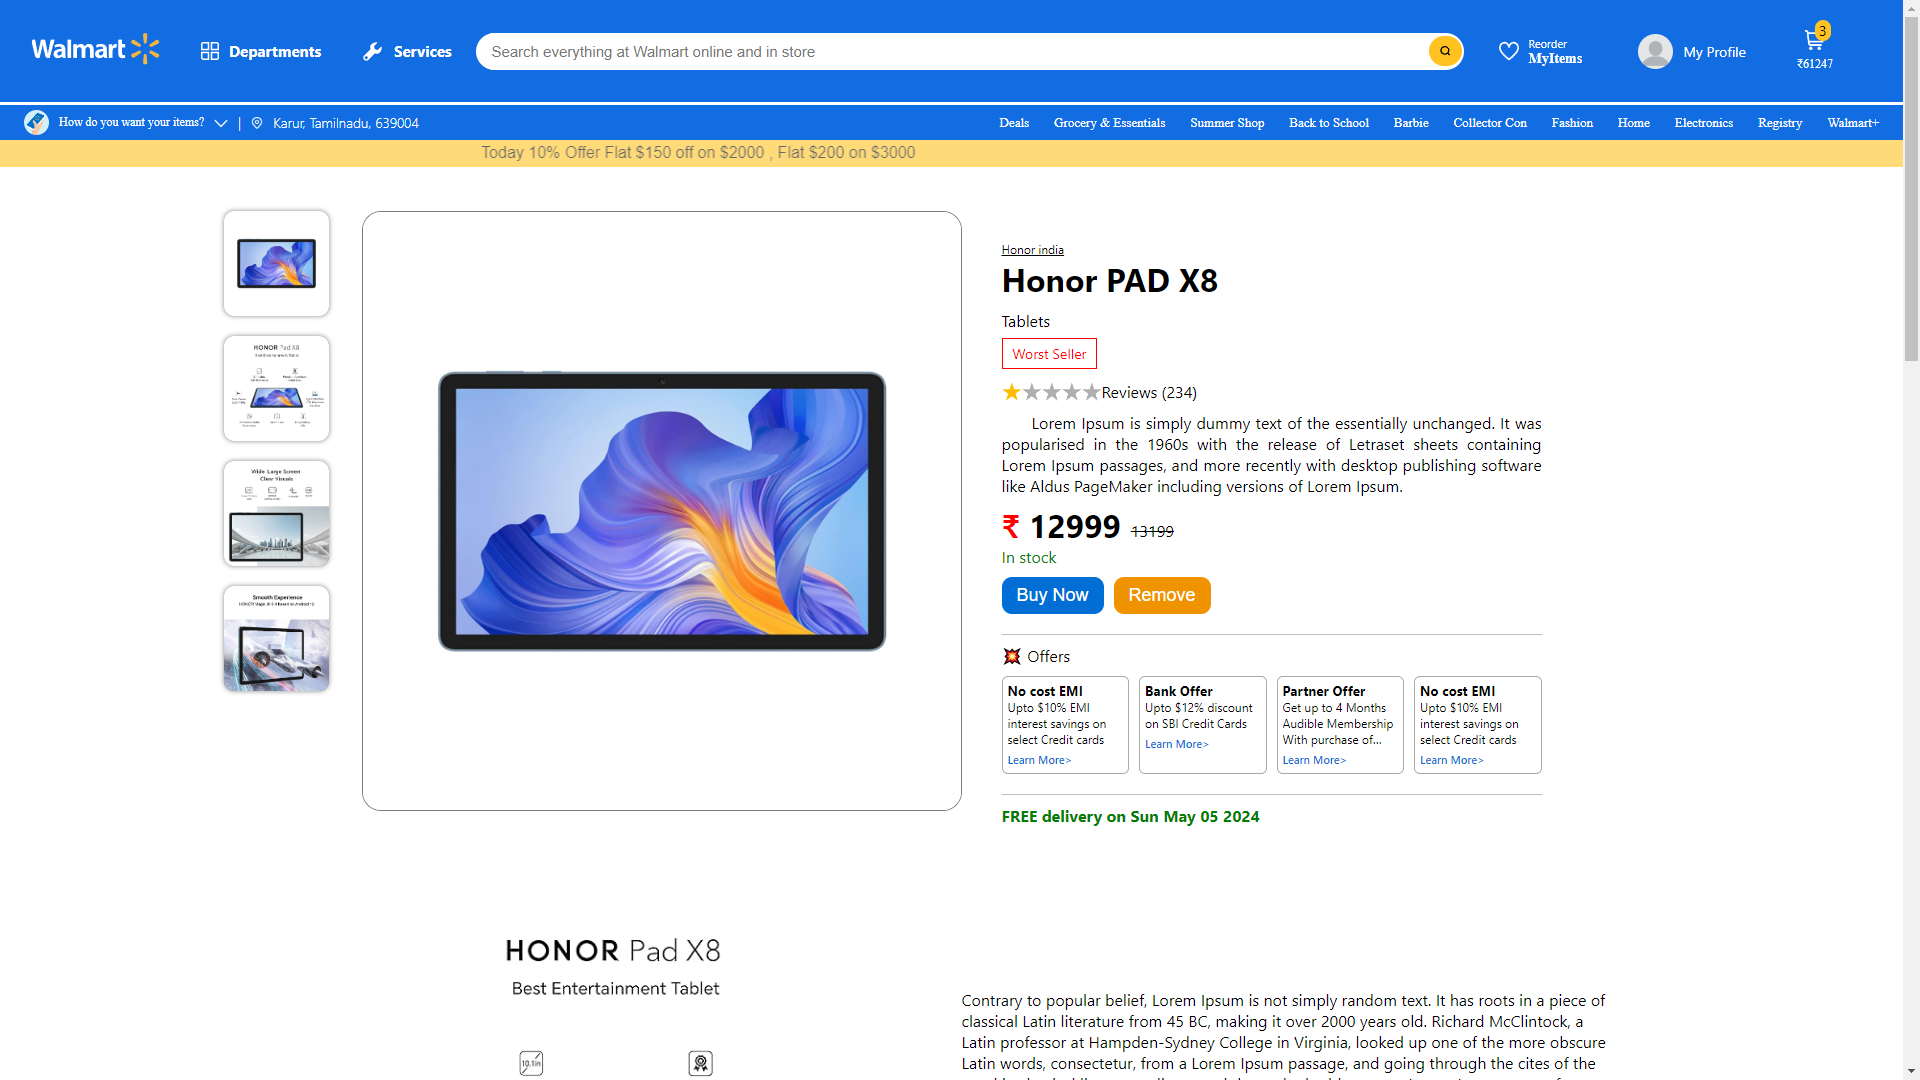 Walmart
Departments
Services
Search everything at Walmart online and in store
Reorder
MyItems
My Profile
3
₹61247
How do you want your items?
|
Karur, Tamilnadu, 639004
Deals
Grocery & Essentials
Summer Shop
Back to School
Barbie
Collector Con
Fashion
Home
Electronics
Registry
Walmart+
Today 10% Offer Flat $150 off on $2000 , Flat $200 on $3000
HONOR Pad X8
Wide Large Screen
Clear Visuals
Smooth Experience
Honor india
Honor PAD X8
Tablets
Worst Seller
Reviews (234)
Lorem Ipsum is simply dummy text of the essentially unchanged. It was
popularised in the 1960s with the release of Letraset sheets containing
Lorem Ipsum passages, and more recently with desktop publishing software
like Aldus PageMaker including versions of Lorem Ipsum.
₹ 12999 13199
In stock
Buy Now
Remove
Offers
No cost EMI
Upto $10% EMI
interest savings on
select Credit cards
Learn More>
Bank Offer
Upto $12% discount
on SBI Credit Cards
Learn More>
Partner Offer
Get up to 4 Months
Audible Membership
With purchase of...
Learn More>
No cost EMI
Upto $10% EMI
interest savings on
select Credit cards
Learn More>
FREE delivery on Sun May 05 2024
HONOR Pad X8
Best Entertainment Tablet
10.1in
Contrary to popular belief, Lorem Ipsum is not simply random text. It has roots in a piece of
classical Latin literature from 45 BC, making it over 2000 years old. Richard McClintock, a
Latin professor at Hampden-Sydney College in Virginia, looked up one of the more obscure
Latin words, consectetur, from a Lorem Ipsum passage, and going through the cites of the